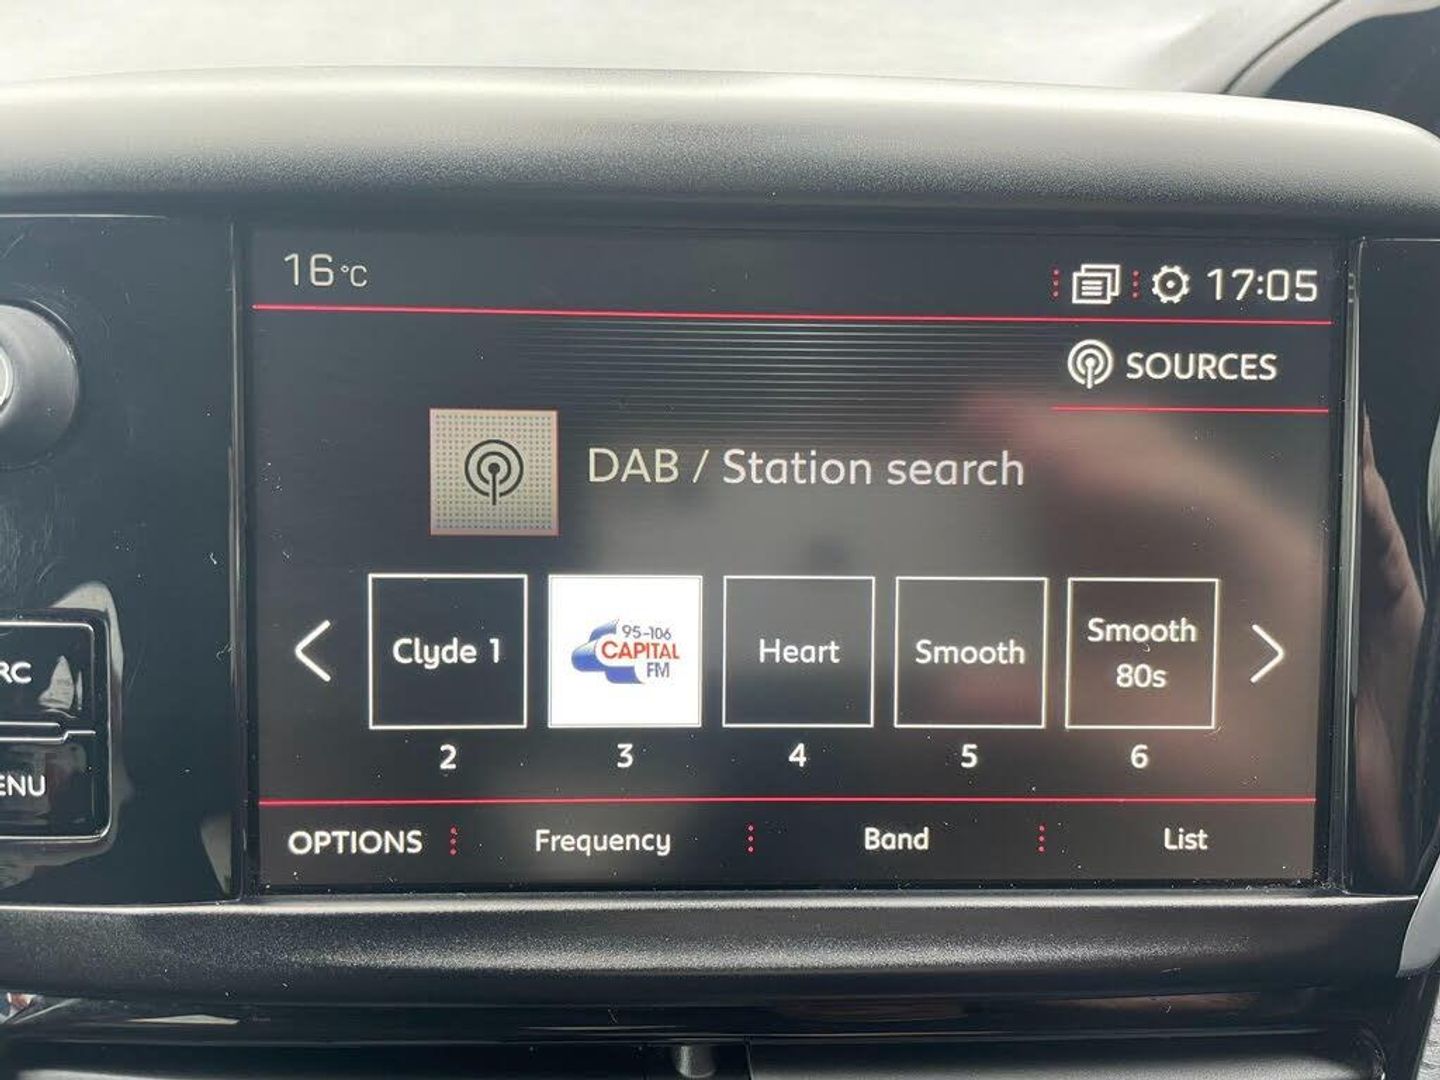 16°C
17:05
SOURCES
DAB / Station search
Clyde 1
95-106
CAPITAL
FM
Heart
Smooth
Smooth
80s
2
3
4
5
6
RC
ENU
OPTIONS
Frequency
Band
List